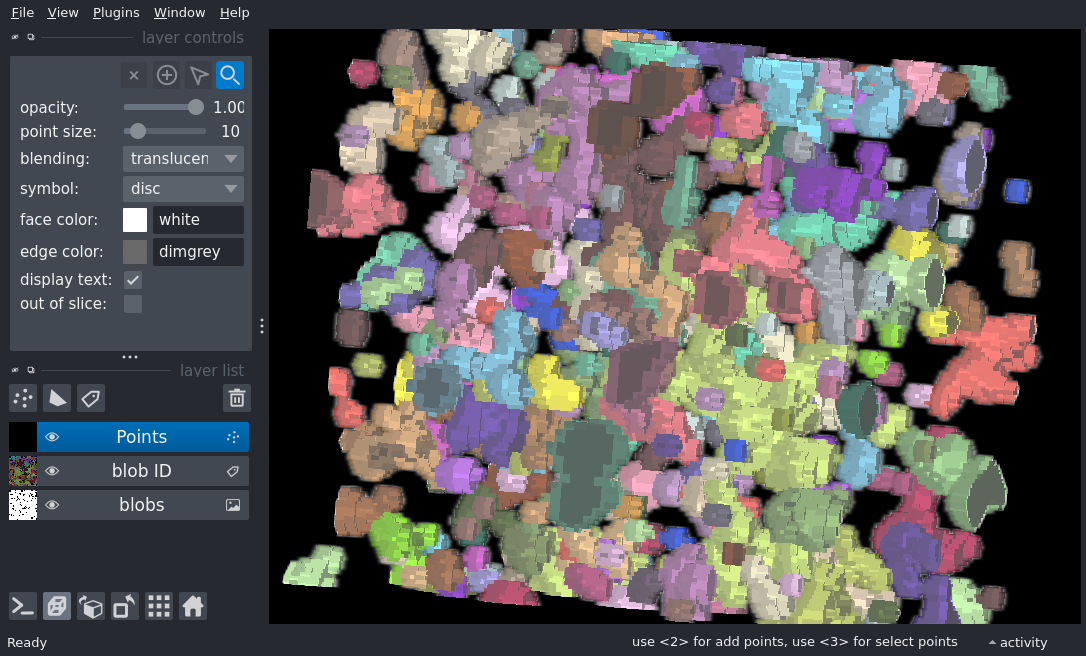 File View Plugins Window Help
layer controls
opacity: 1.00
point size: 10
blending: translucen
symbol: disc
face color: white
edge color: dimgrey
display text:
out of slice:
layer list
Points
blob ID
blobs
Ready use <2> for add points, use <3> for select points activity